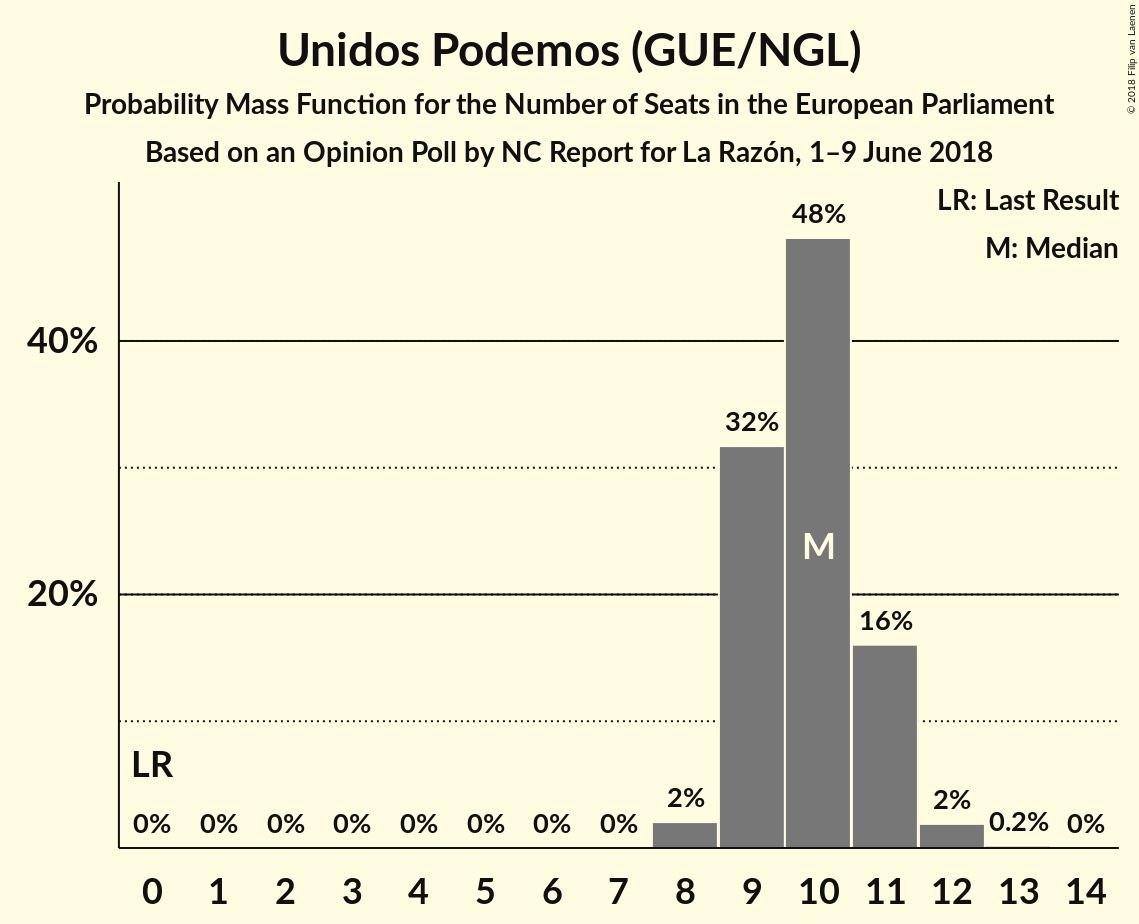 Unidos Podemos (GUE/NGL)
Probability Mass Function for the Number of Seats in the European Parliament
Based on an Opinion Poll by NC Report for La Razón, 1–9 June 2018
© 2018 Filip van Laenen
LR: Last Result
M: Median
48%
40%
32%
M
20%
16%
LR
0% 0% 0% 0% 0% 0% 0% 0% 2% 2% 0.2% 0%
0 1 2 3 4 5 6 7 8 9 10 11 12 13 14